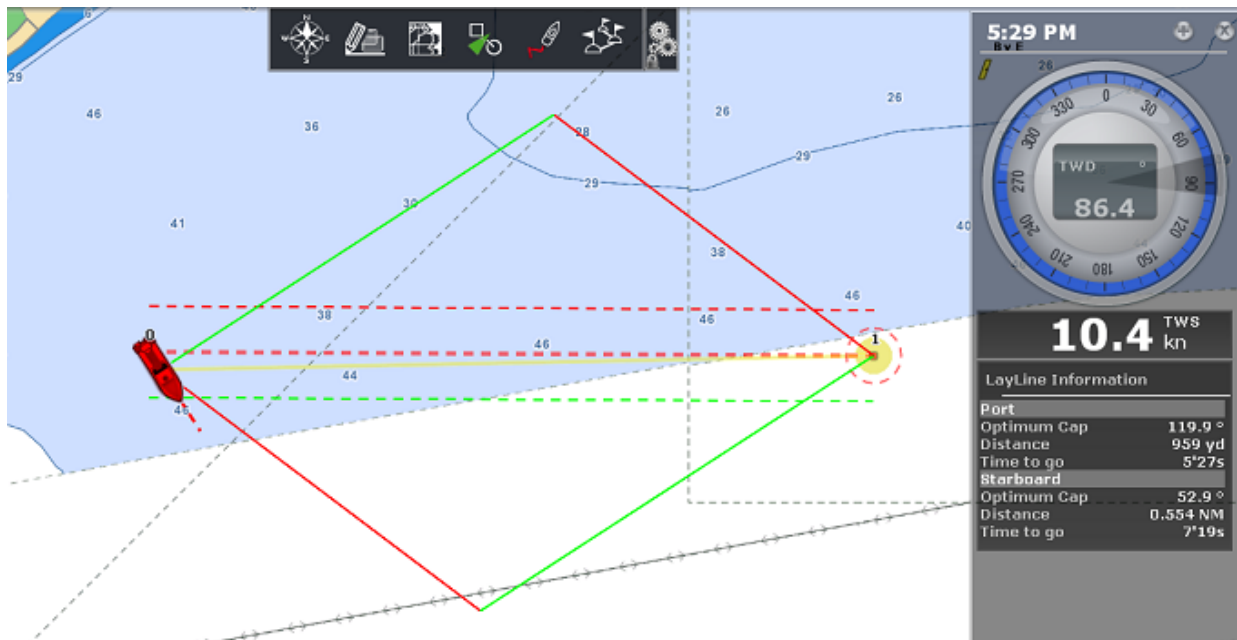 5:29 PM
By E
26
29
46
36
28
26
26
29
29
41
30
38
40
46
38
46
46
44
46
0
1
N
S
0
30
60
90
120
150
180
210
240
270
300
330
TWD °
86.4
10.4 TWS kn
LayLine Information
Port
Optimum Cap 119.9 °
Distance 959 yd
Time to go 5'27s
Starboard
Optimum Cap 52.9 °
Distance 0.554 NM
Time to go 7'19s